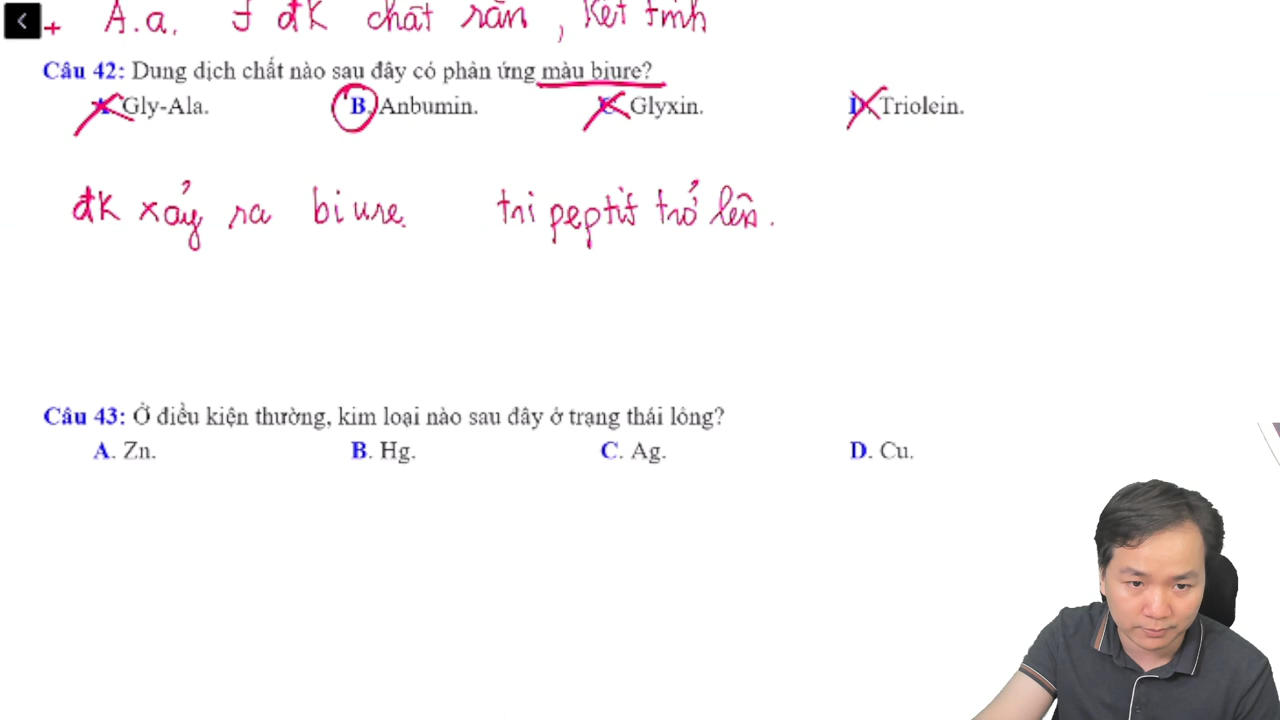 + A.a. ở đk chất rắn, kết tinh
Câu 42: Dung dịch chất nào sau đây có phản ứng màu biure?
A. Gly-Ala. B. Anbumin. C. Glyxin. D. Triolein.
đk xảy ra biure tri peptit trở lên.
Câu 43: Ở điều kiện thường, kim loại nào sau đây ở trạng thái lỏng?
A. Zn. B. Hg. C. Ag. D. Cu.